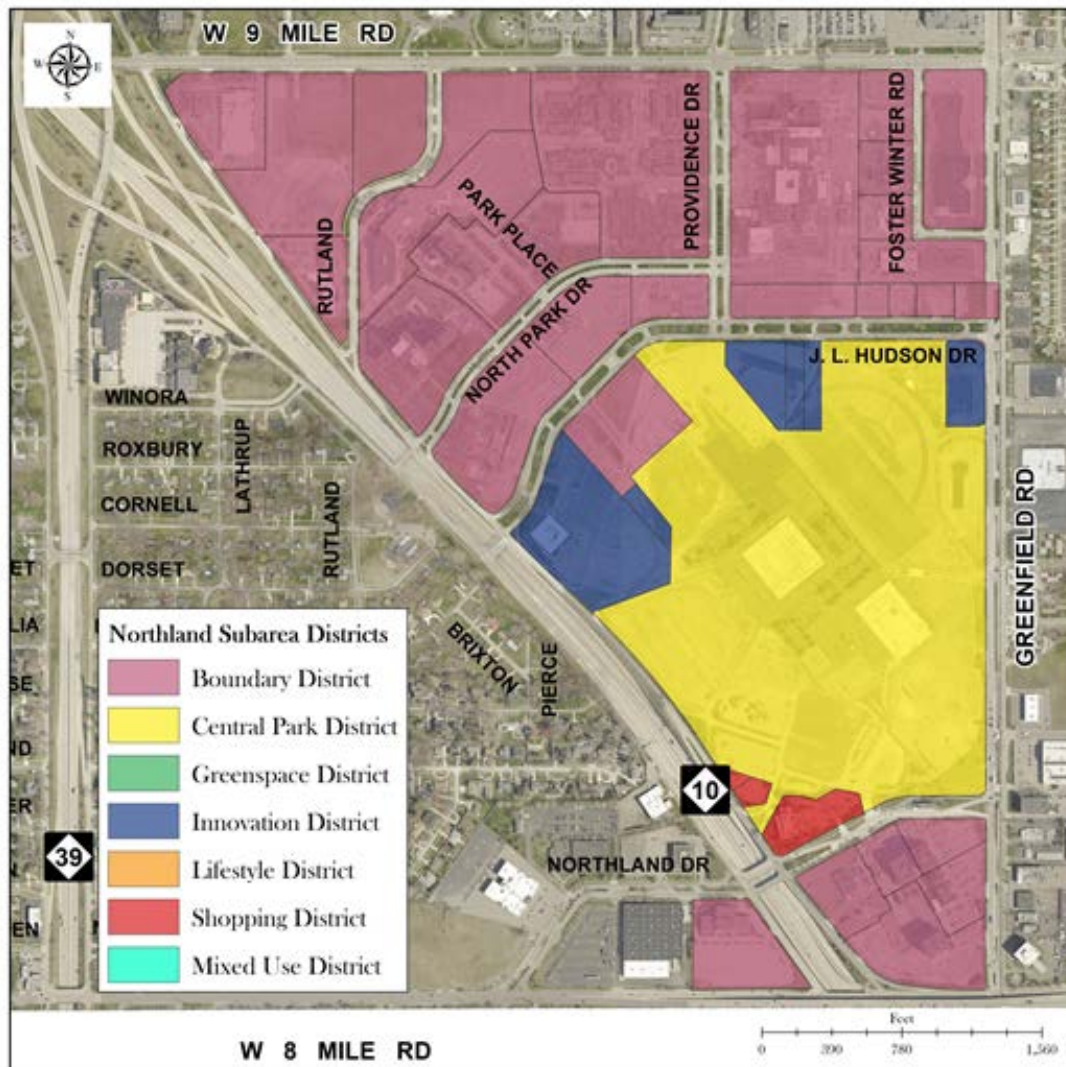 W 9 MILE RD
N
W E
S
PROVIDENCE DR
FOSTER WINTER RD
PARK PLACE
RUTLAND
NORTH PARK DR
J. L. HUDSON DR
WINORA
ROXBURY
LATHRUP
CORNELL
RUTLAND
DORSET
GREENFIELD RD
BRIXTON
PIERCE
Northland Subarea Districts
Boundary District
Central Park District
Greenspace District
Innovation District
Lifestyle District
Shopping District
Mixed Use District
10
39
NORTHLAND DR
W 8 MILE RD
Feet
0 390 780 1,560